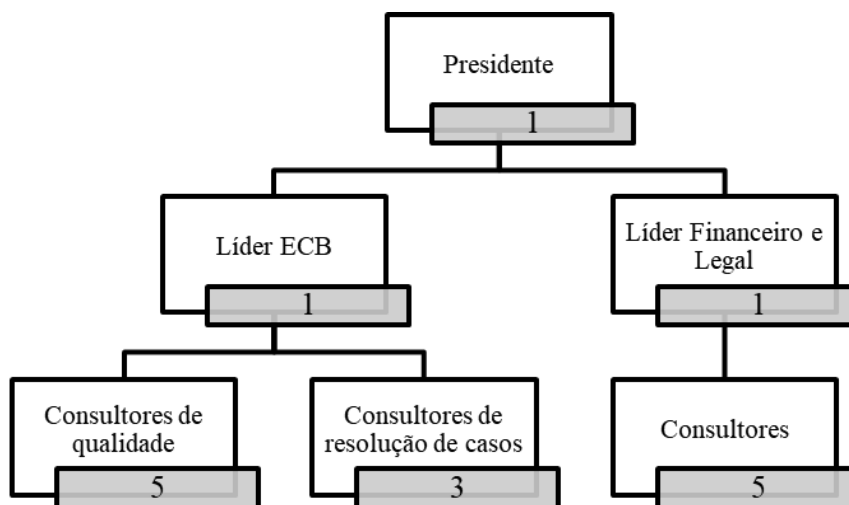 Presidente
1
Líder ECB
1
Líder Financeiro e
Legal
1
Consultores de
qualidade
5
Consultores de
resolução de casos
3
Consultores
5